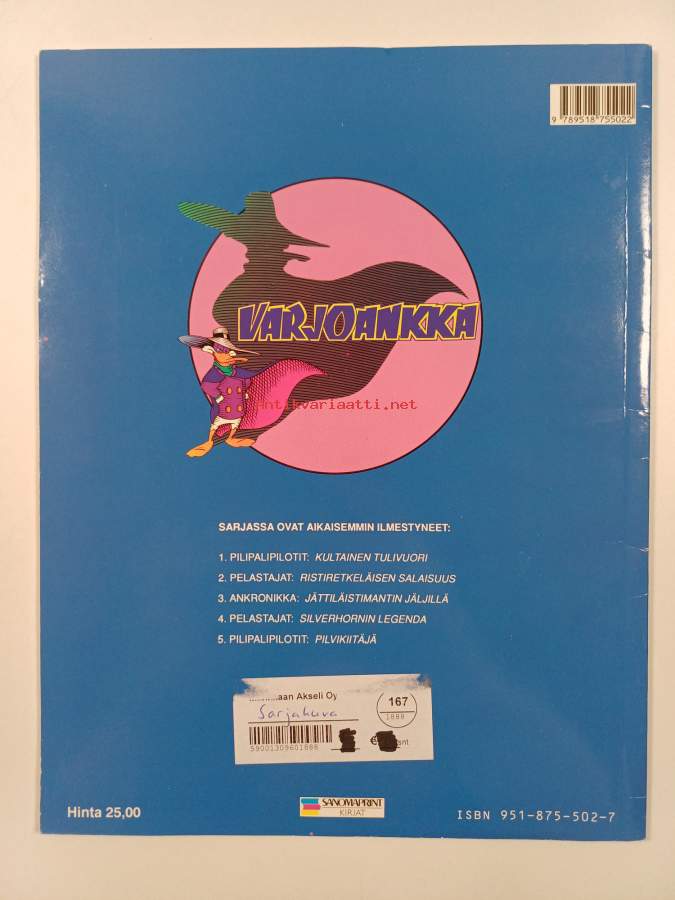 9 789518 755022
VARJOANKKA
antikvariaatti.net
SARJASSA OVAT AIKAISEMMIN ILMESTYNEET:
1. PILIPALIPILOTIT: KULTAINEN TULIVUORI
2. PELASTAJAT: RISTIRETKELÄISEN SALAISUUS
3. ANKRONIKKA: JÄTTILÄISTIMANTIN JÄLJILLÄ
4. PELASTAJAT: SILVERHORNIN LEGENDA
5. PILIPALIPILOTIT: PILVIKIITÄJÄ
Akseli Oy
167
Sarjakuva
1888
59001309601888
Hinta 25,00
SANOMAPRINT
KIRJAT
ISBN 951-875-502-7